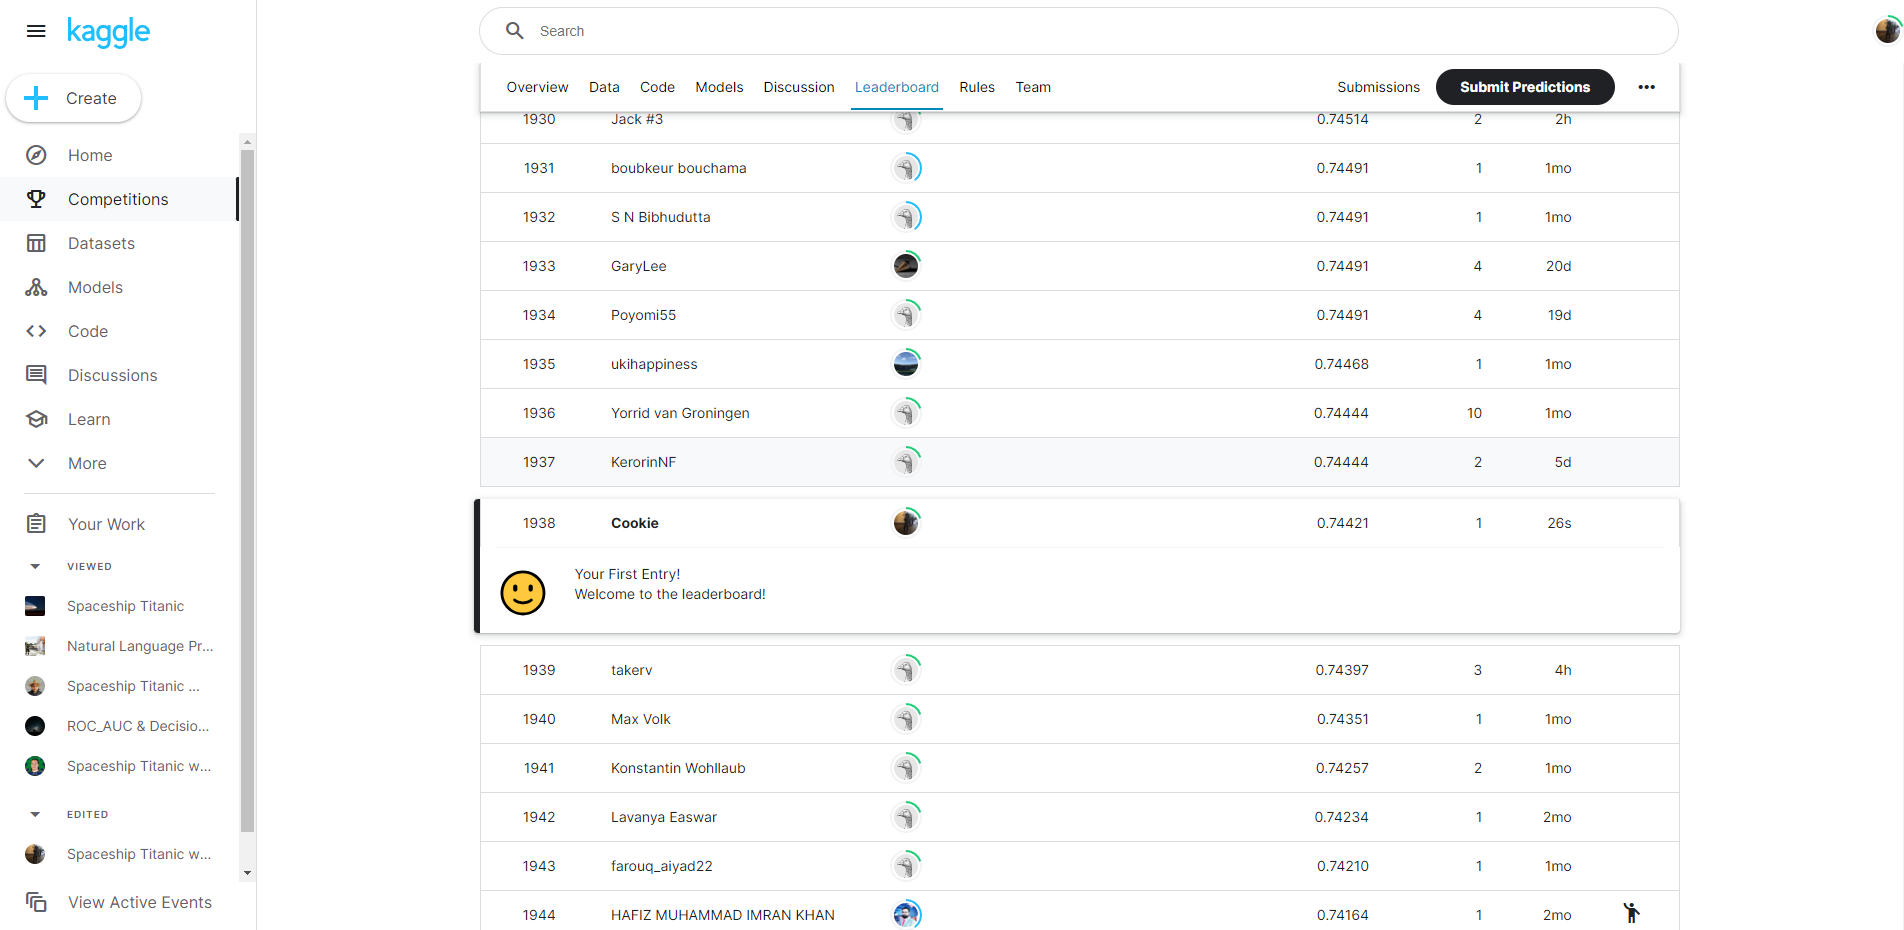 kaggle
Search
Create
Overview Data Code Models Discussion Leaderboard Rules Team Submissions Submit Predictions
Home
Competitions
Datasets
Models
Code
Discussions
Learn
More
Your Work
VIEWED
Spaceship Titanic
Natural Language Pr...
Spaceship Titanic ...
ROC_AUC & Decisio...
Spaceship Titanic w...
EDITED
Spaceship Titanic w...
View Active Events
1930 Jack #3 0.74514 2 2h
1931 boubkeur bouchama 0.74491 1 1mo
1932 S N Bibhudutta 0.74491 1 1mo
1933 GaryLee 0.74491 4 20d
1934 Poyomi55 0.74491 4 19d
1935 ukihappiness 0.74468 1 1mo
1936 Yorrid van Groningen 0.74444 10 1mo
1937 KerorinNF 0.74444 2 5d
1938 Cookie 0.74421 1 26s
Your First Entry!
Welcome to the leaderboard!
1939 takerv 0.74397 3 4h
1940 Max Volk 0.74351 1 1mo
1941 Konstantin Wohllaub 0.74257 2 1mo
1942 Lavanya Easwar 0.74234 1 2mo
1943 farouq_aiyad22 0.74210 1 1mo
1944 HAFIZ MUHAMMAD IMRAN KHAN 0.74164 1 2mo